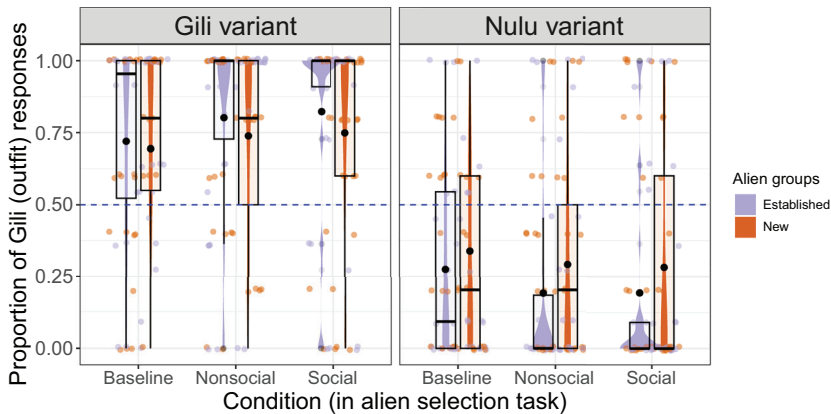 Gili variant
Nulu variant
Proportion of Gili (outfit) responses
1.00
0.75
0.50
0.25
0.00
Baseline Nonsocial Social
Baseline Nonsocial Social
Condition (in alien selection task)
Alien groups
Established
New